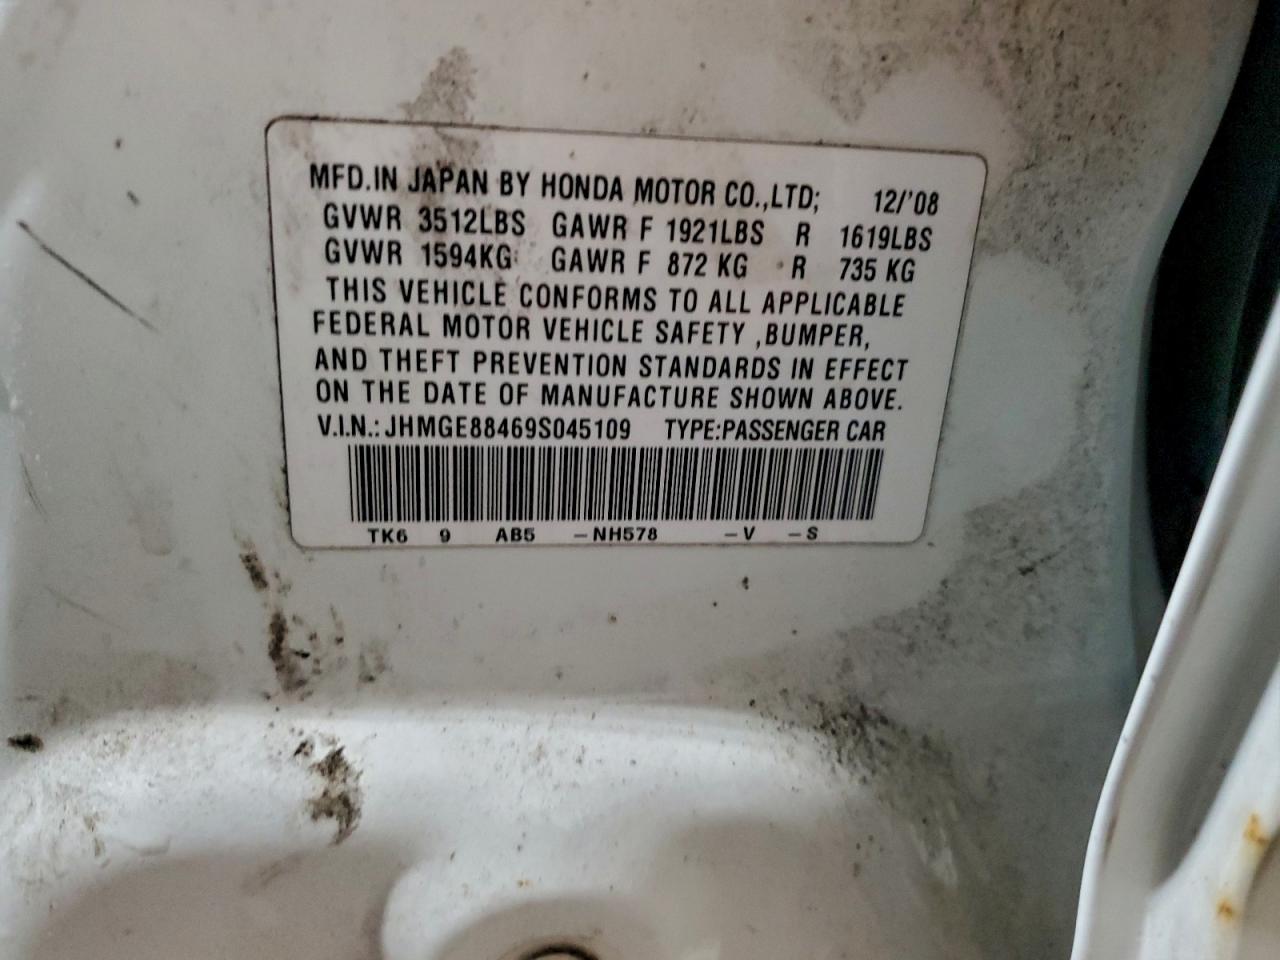 MFD.IN JAPAN BY HONDA MOTOR CO.,LTD; 12/'08
GVWR 3512LBS GAWR F 1921LBS R 1619LBS
GVWR 1594KG GAWR F 872 KG R 735 KG
THIS VEHICLE CONFORMS TO ALL APPLICABLE
FEDERAL MOTOR VEHICLE SAFETY ,BUMPER,
AND THEFT PREVENTION STANDARDS IN EFFECT
ON THE DATE OF MANUFACTURE SHOWN ABOVE.
V.I.N.: JHMGE88469S045109 TYPE:PASSENGER CAR
TK6 9 AB5 –NH578 –V –S